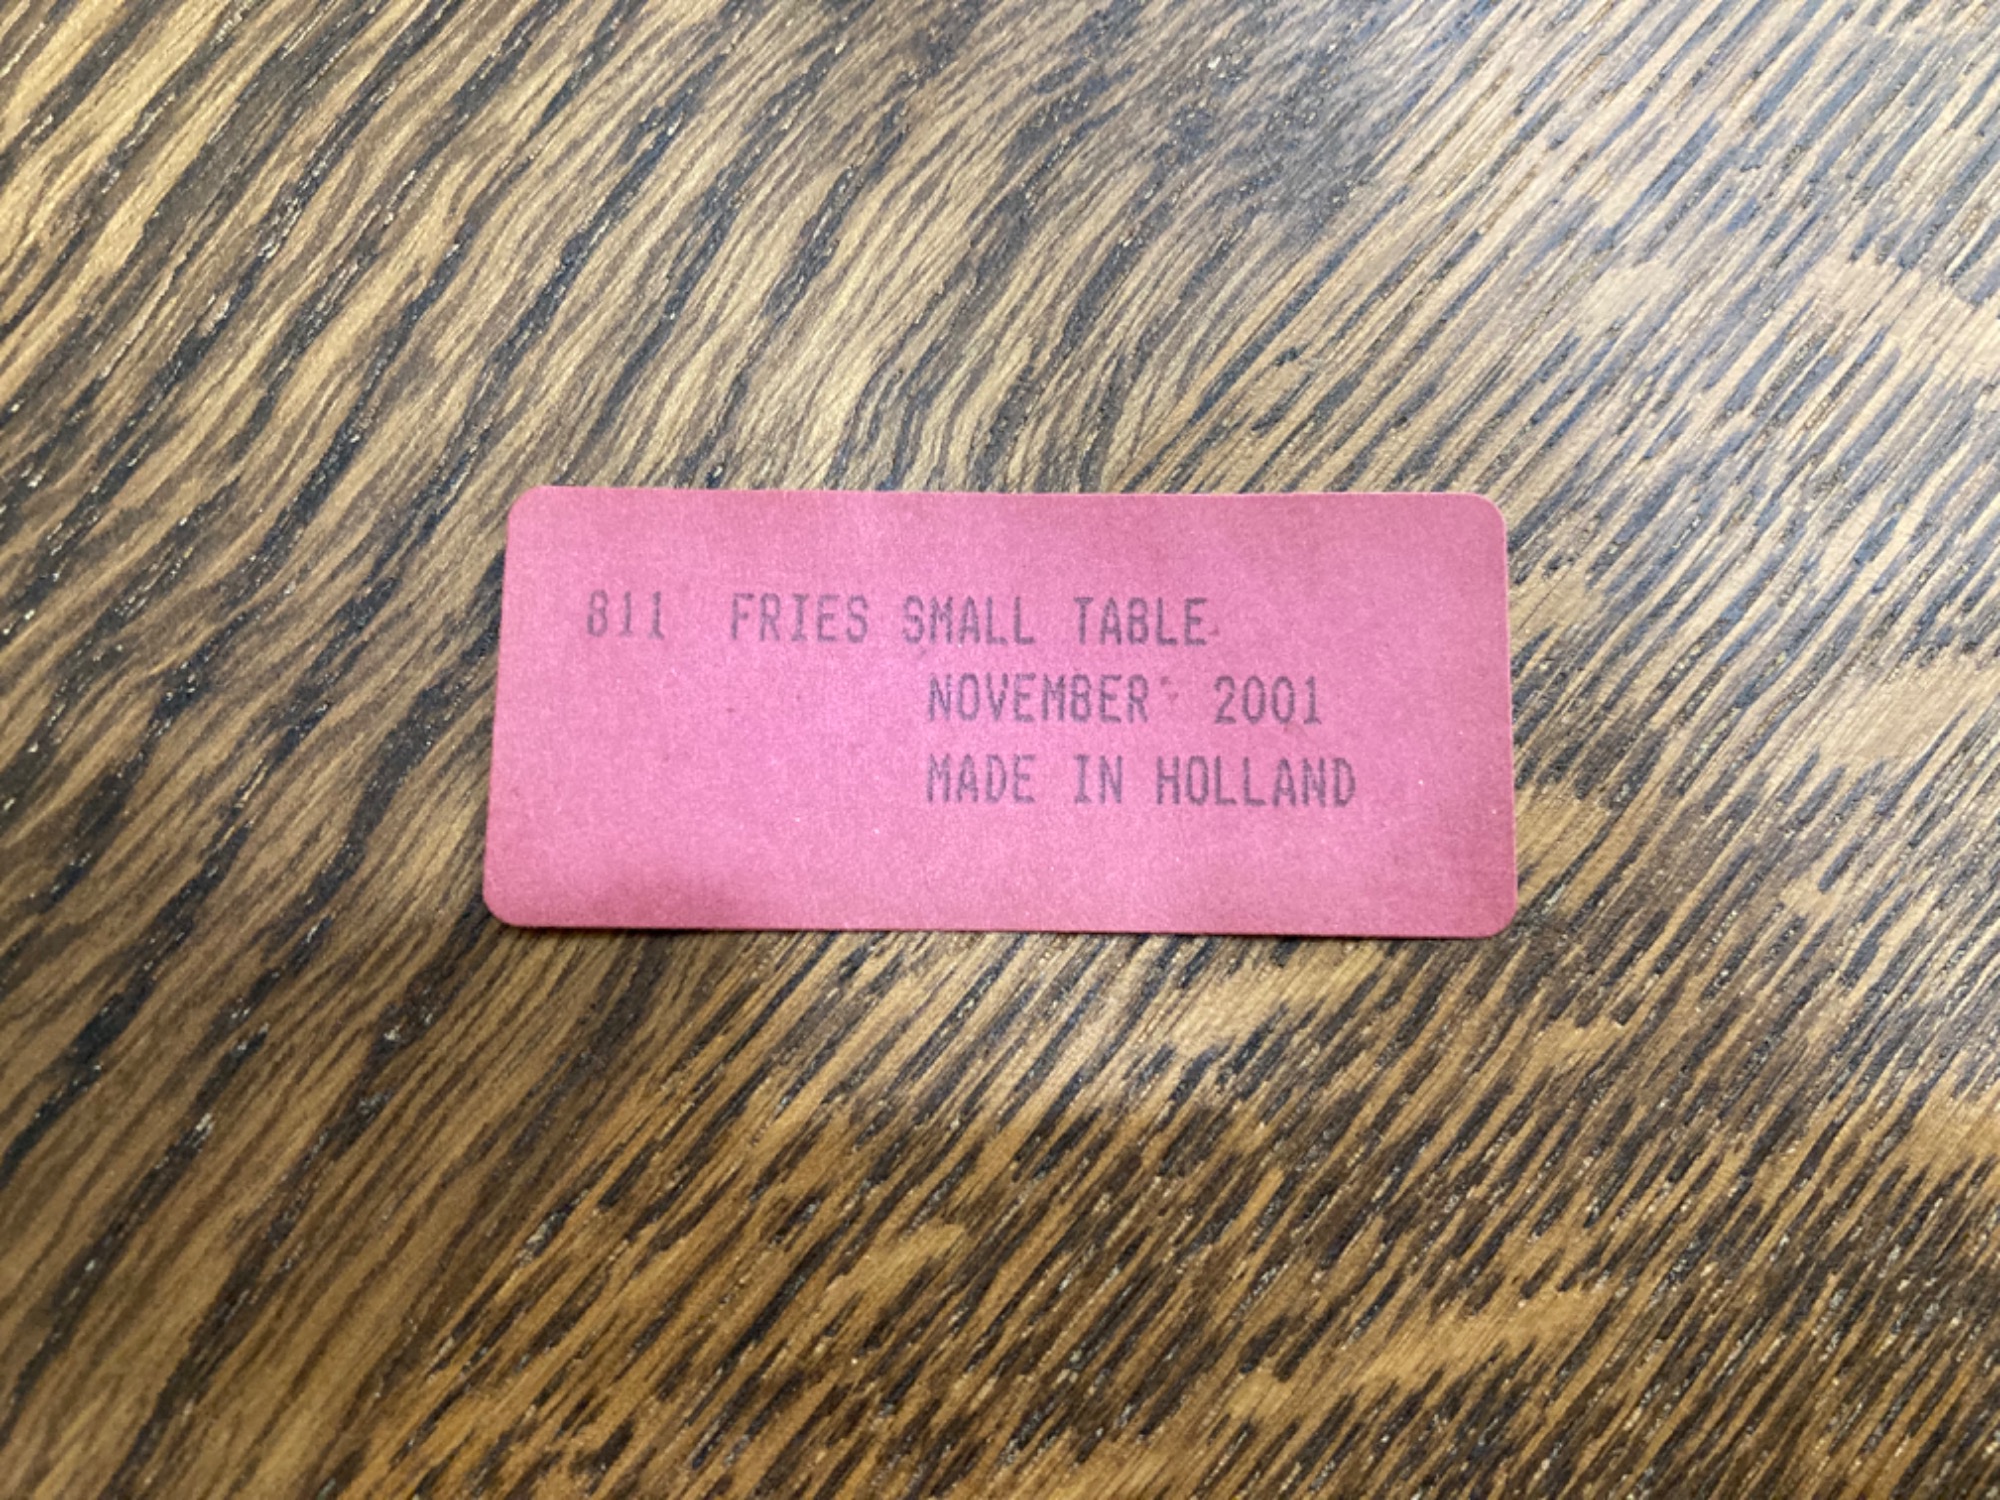 811 FRIES SMALL TABLE
NOVEMBER 2001
MADE IN HOLLAND